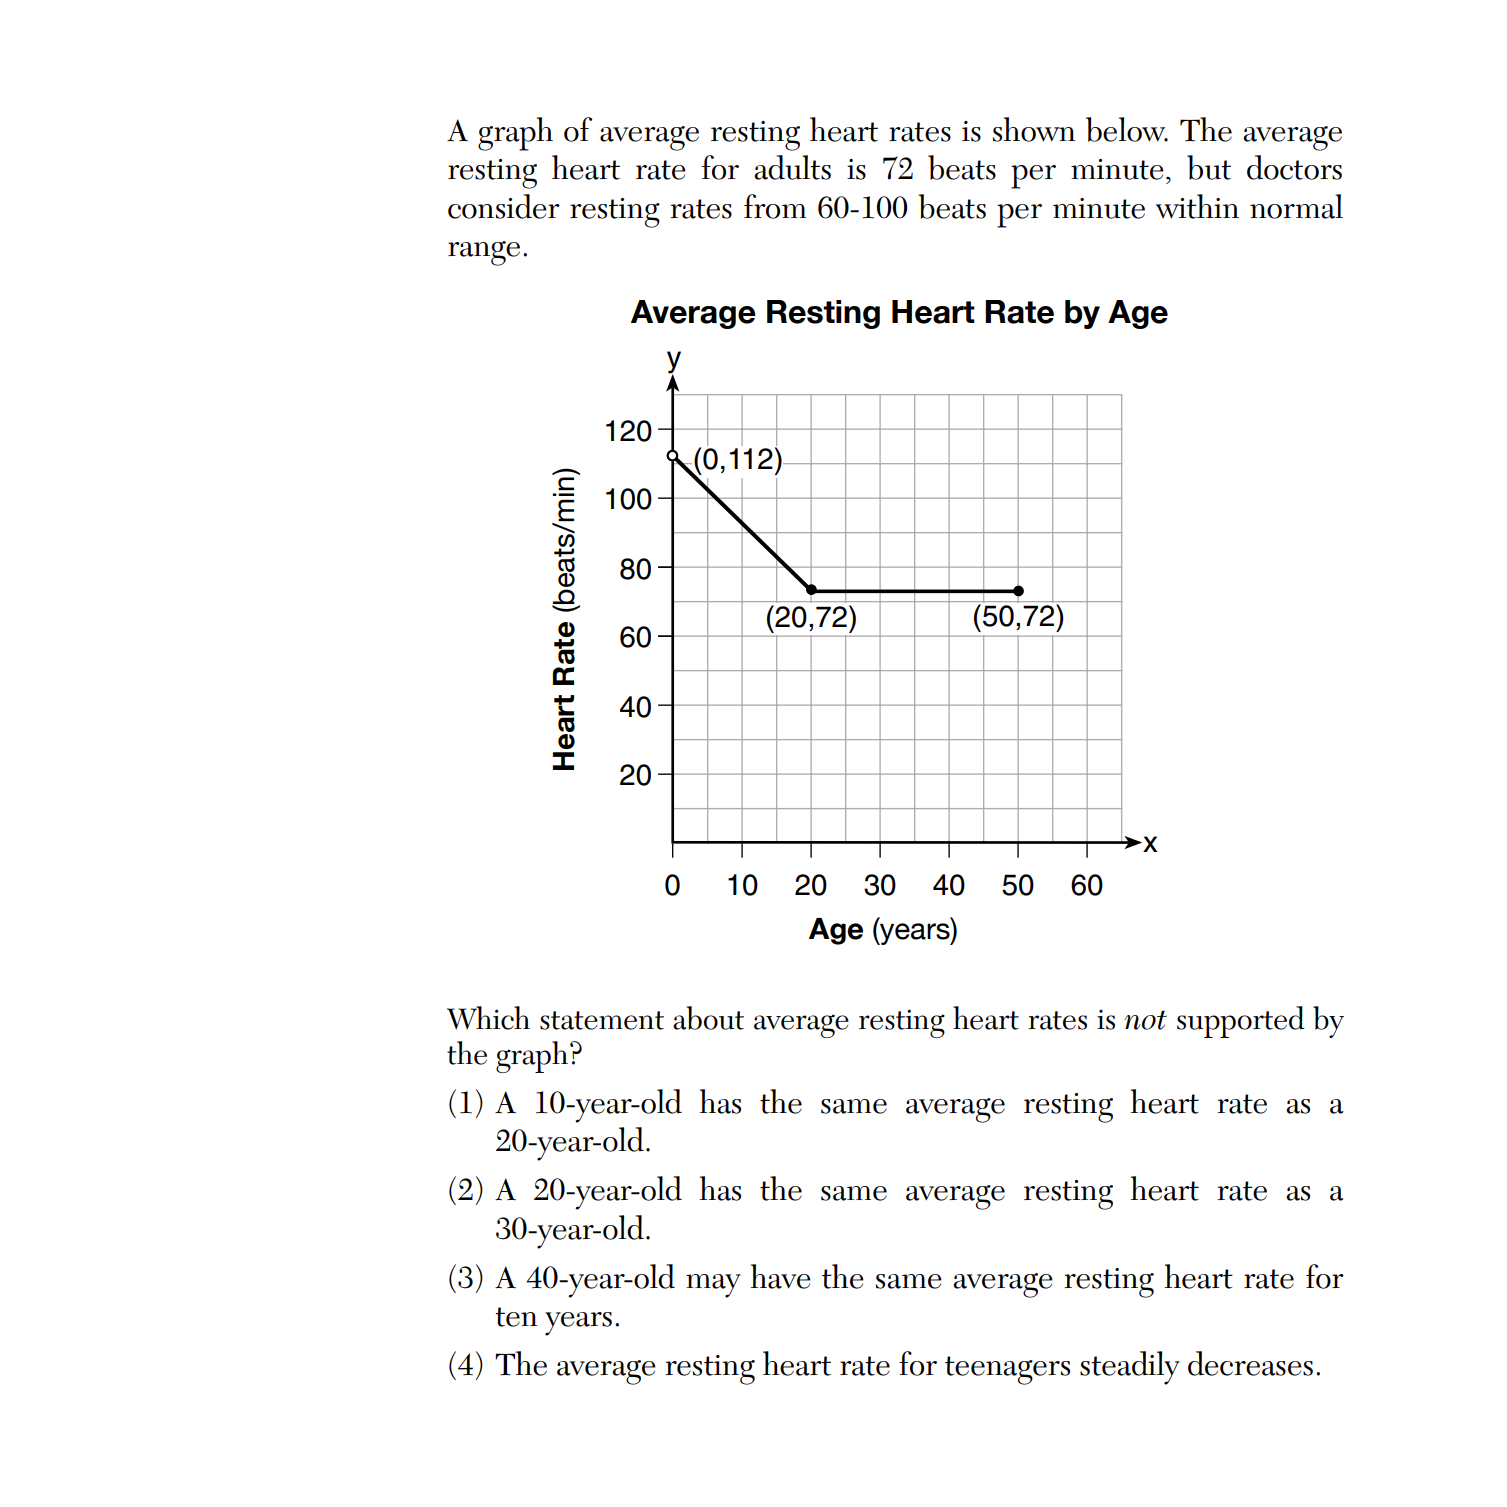 A graph of average resting heart rates is shown below. The average
resting heart rate for adults is 72 beats per minute, but doctors
consider resting rates from 60-100 beats per minute within normal
range.
Average Resting Heart Rate by Age
y
120
(0,112)
100
80
(20,72)
(50,72)
60
40
20
Heart Rate (beats/min)
x
0 10 20 30 40 50 60
Age (years)
Which statement about average resting heart rates is not supported by
the graph?
(1) A 10-year-old has the same average resting heart rate as a
20-year-old.
(2) A 20-year-old has the same average resting heart rate as a
30-year-old.
(3) A 40-year-old may have the same average resting heart rate for
ten years.
(4) The average resting heart rate for teenagers steadily decreases.